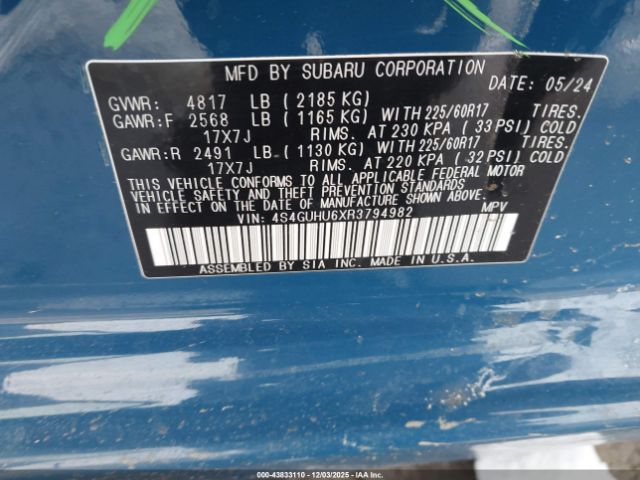 MFD BY SUBARU CORPORATION DATE: 05/24
GVWR: 4817 LB (2185 KG)
GAWR:F 2568 LB (1165 KG) WITH 225/60R17 TIRES.
17X7J RIMS. AT 230 KPA (33 PSI) COLD
GAWR:R 2491 LB (1130 KG) WITH 225/60R17 TIRES.
17X7J RIMS. AT 220 KPA (32 PSI) COLD
THIS VEHICLE CONFORMS TO ALL APPLICABLE FEDERAL MOTOR
VEHICLE SAFETY AND THEFT PREVENTION STANDARDS
IN EFFECT ON THE DATE OF MANUFACTURE SHOWN ABOVE.
VIN: 4S4GUHU6XR3794982 MPV
ASSEMBLED BY SIA INC. MADE IN U.S.A.
00-43833110 - 12/03/2025 - IAAI.COM